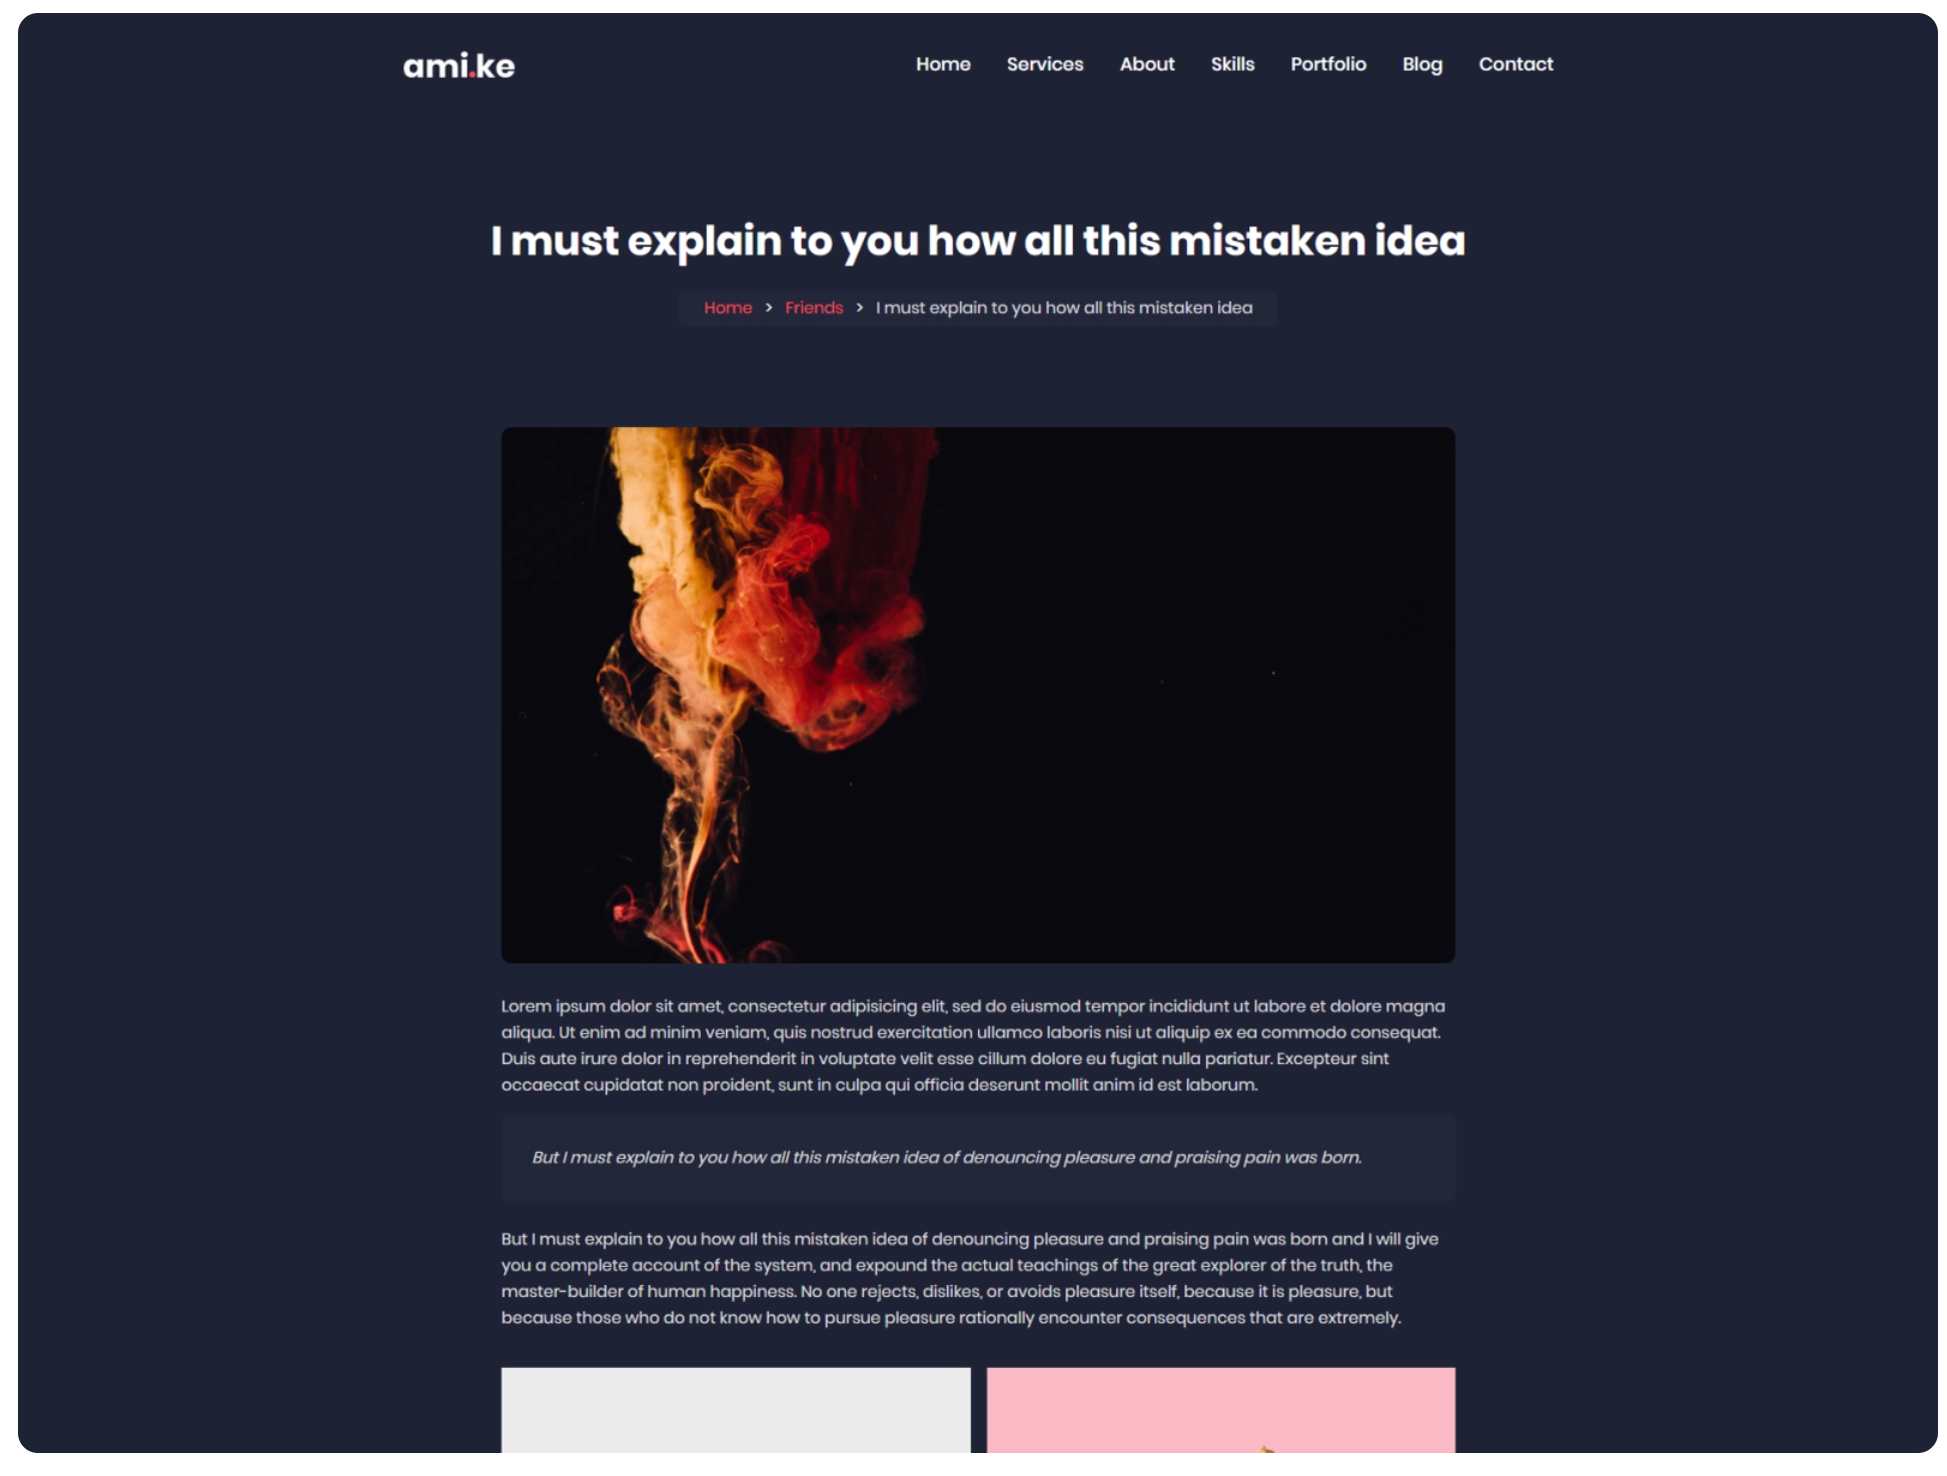 ami.ke
Home Services About Skills Portfolio Blog Contact
I must explain to you how all this mistaken idea
Home > Friends > I must explain to you how all this mistaken idea
Lorem ipsum dolor sit amet, consectetur adipisicing elit, sed do eiusmod tempor incididunt ut labore et dolore magna
aliqua. Ut enim ad minim veniam, quis nostrud exercitation ullamco laboris nisi ut aliquip ex ea commodo consequat.
Duis aute irure dolor in reprehenderit in voluptate velit esse cillum dolore eu fugiat nulla pariatur. Excepteur sint
occaecat cupidatat non proident, sunt in culpa qui officia deserunt mollit anim id est laborum.
But I must explain to you how all this mistaken idea of denouncing pleasure and praising pain was born.
But I must explain to you how all this mistaken idea of denouncing pleasure and praising pain was born and I will give
you a complete account of the system, and expound the actual teachings of the great explorer of the truth, the
master-builder of human happiness. No one rejects, dislikes, or avoids pleasure itself, because it is pleasure, but
because those who do not know how to pursue pleasure rationally encounter consequences that are extremely.